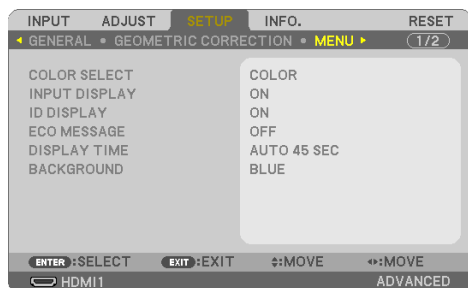 INPUT ADJUST SETUP INFO. RESET
◂ GENERAL • GEOMETRIC CORRECTION • MENU ▸ 1/2
COLOR SELECT COLOR
INPUT DISPLAY ON
ID DISPLAY ON
ECO MESSAGE OFF
DISPLAY TIME AUTO 45 SEC
BACKGROUND BLUE
ENTER :SELECT EXIT :EXIT :MOVE :MOVE
HDMI1 ADVANCED